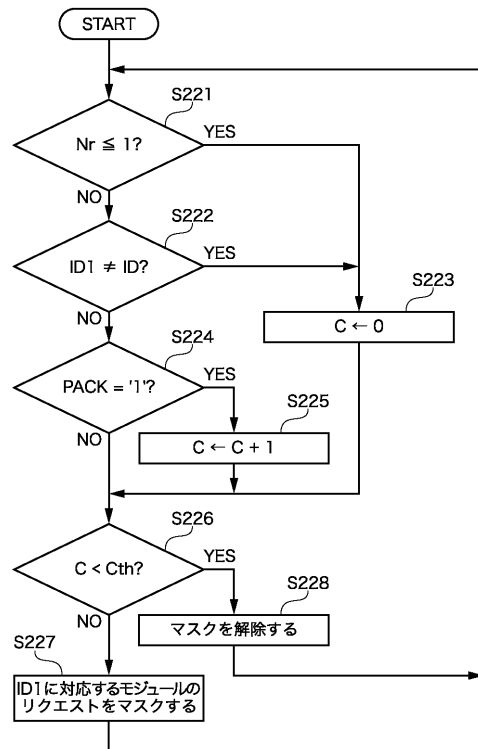 START
S221
Nr ≦ 1?
YES
NO
S222
ID1 ≠ ID?
YES
NO
S223
C ← 0
S224
PACK = '1'?
YES
NO
S225
C ← C + 1
S226
C < Cth?
YES
NO
S228
マスクを解除する
S227
ID1に対応するモジュールの
リクエストをマスクする